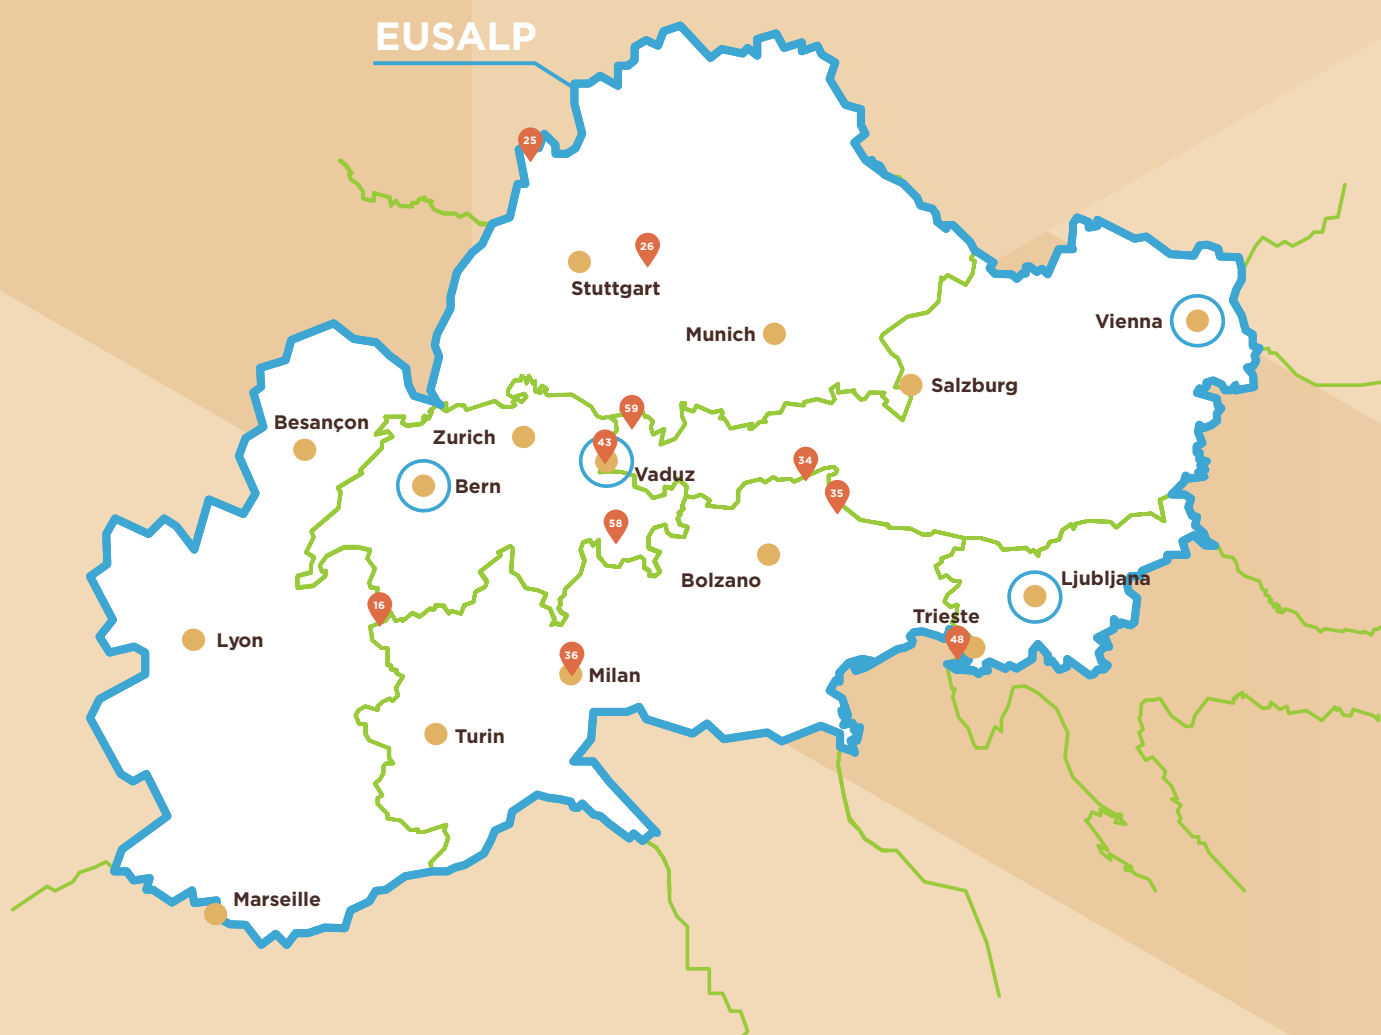 EUSALP
25
26
Stuttgart
Munich
Vienna
Salzburg
59
Besançon
Zurich
43
34
Vaduz
Bern
35
58
Bolzano
Ljubljana
16
Trieste
48
Lyon
36
Milan
Turin
Marseille